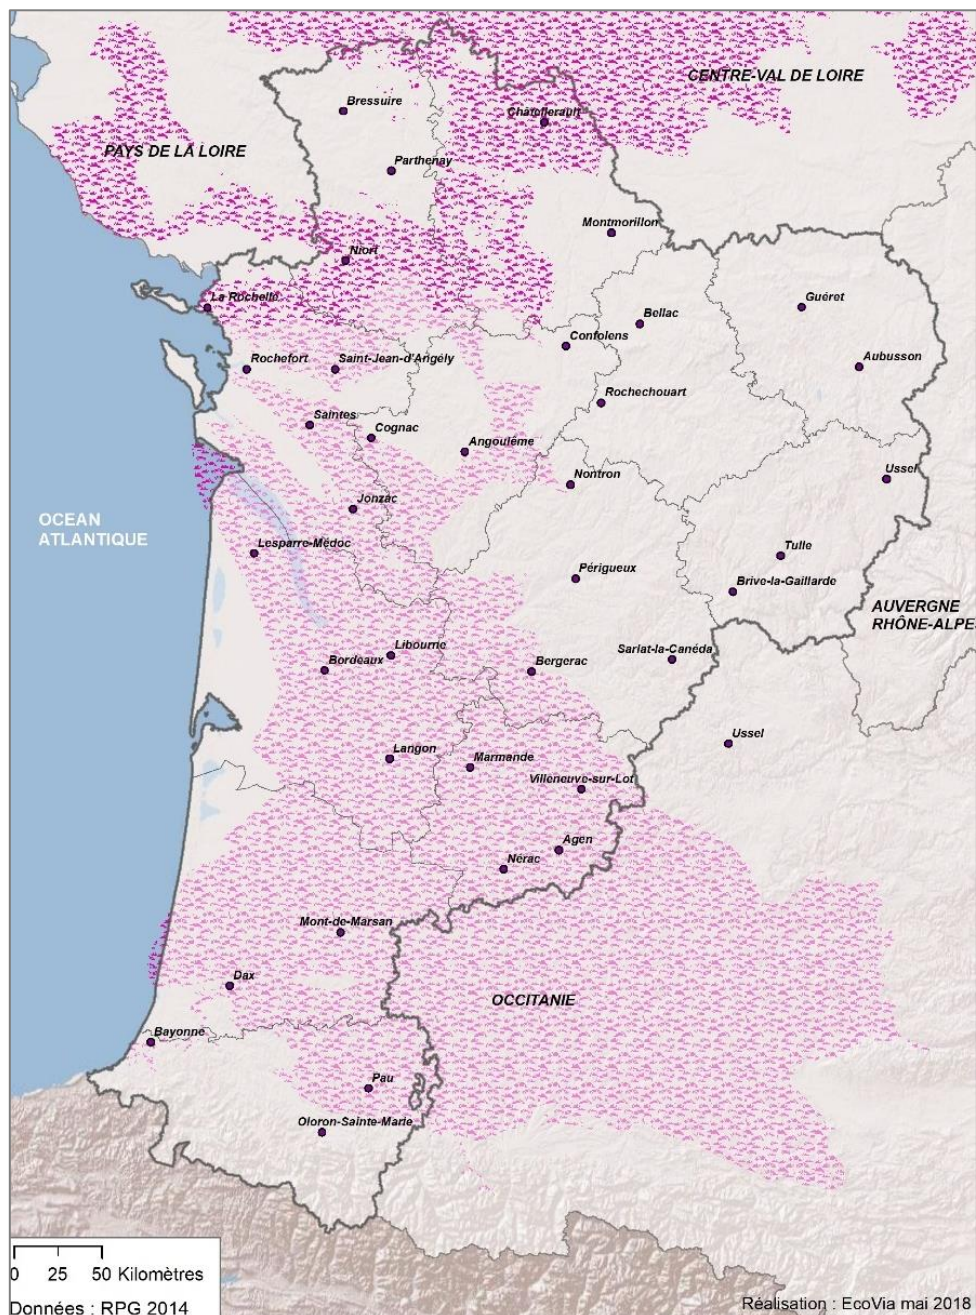 CENTRE-VAL DE LOIRE
Bressuire
Châtellerault
PAYS DE LA LOIRE
Parthenay
Montmorillon
Niort
La Rochelle
Guéret
Bellac
Confolens
Rochefort
Saint-Jean-d'Angély
Aubusson
Rochechouart
Saintes
Cognac
Angoulême
Ussel
Nontron
Jonzac
OCEAN
ATLANTIQUE
Lesparre-Médoc
Tulle
Périgueux
Brive-la-Gaillarde
AUVERGNE
RHÔNE-ALPES
Libourne
Sarlat-la-Canéda
Bordeaux
Bergerac
Ussel
Langon
Marmande
Villeneuve-sur-Lot
Agen
Nérac
Mont-de-Marsan
Dax
OCCITANIE
Bayonne
Pau
Oloron-Sainte-Marie
0 25 50 Kilomètres
Données : RPG 2014
Réalisation : EcoVia mai 2018